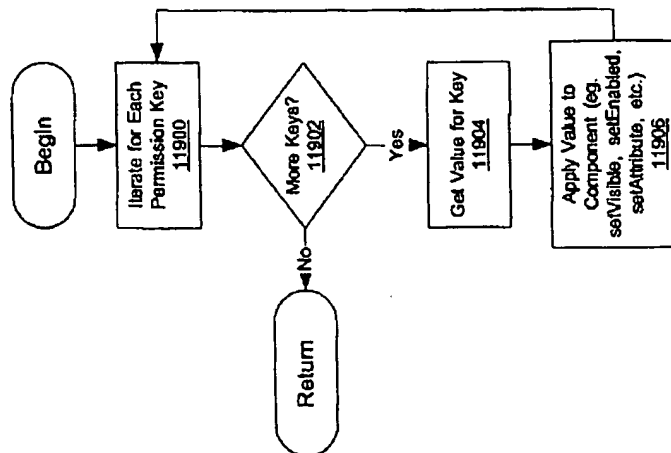 Begin
Iterate for Each
Permission Key
11900
More Keys?
11902
No
Return
Yes
Get Value for Key
11904
Apply Value to
Component (eg.
setVisible, setEnabled,
setAttribute, etc.)
11906